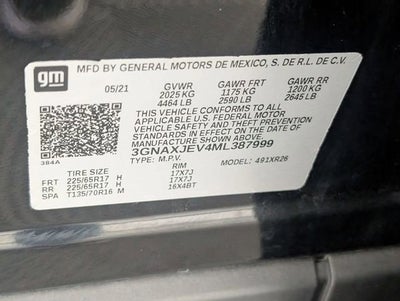 gm
MFD BY GENERAL MOTORS DE MEXICO, S. DE R.L. DE C.V.
05/21 GVWR GAWR FRT GAWR RR
2025 KG 1175 KG 1200 KG
4464 LB 2590 LB 2645 LB
THIS VEHICLE CONFORMS TO ALL
APPLICABLE U.S. FEDERAL MOTOR
VEHICLE SAFETY AND THEFT PREVENTION
STANDARDS IN EFFECT ON THE DATE OF
MANUFACTURE SHOWN ABOVE.
384A 3GNAXJEV4ML387999
TYPE: M.P.V. MODEL: 491XR26
TIRE SIZE RIM
FRT 225/65R17 H 17X7J
RR 225/65R17 H 17X7J
SPA T135/70R16 M 16X4BT